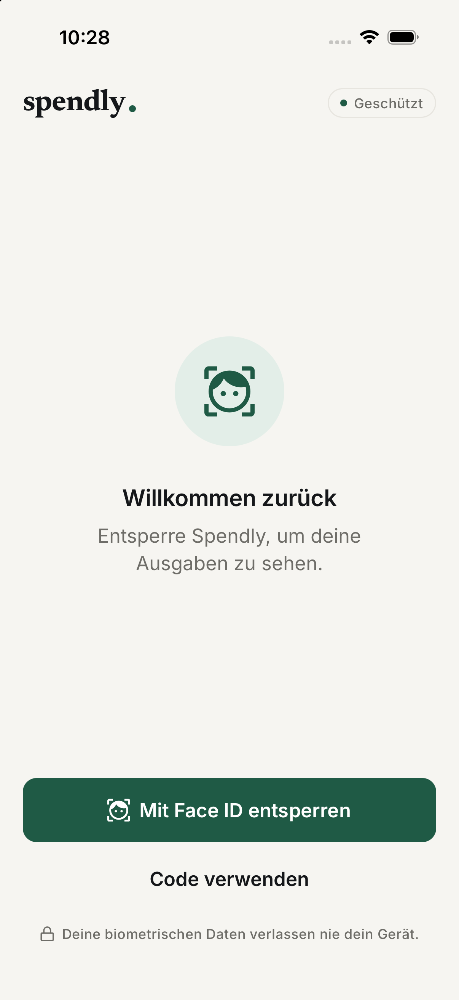 10:28
spendly.
Geschützt
Willkommen zurück
Entsperre Spendly, um deine
Ausgaben zu sehen.
Mit Face ID entsperren
Code verwenden
Deine biometrischen Daten verlassen nie dein Gerät.